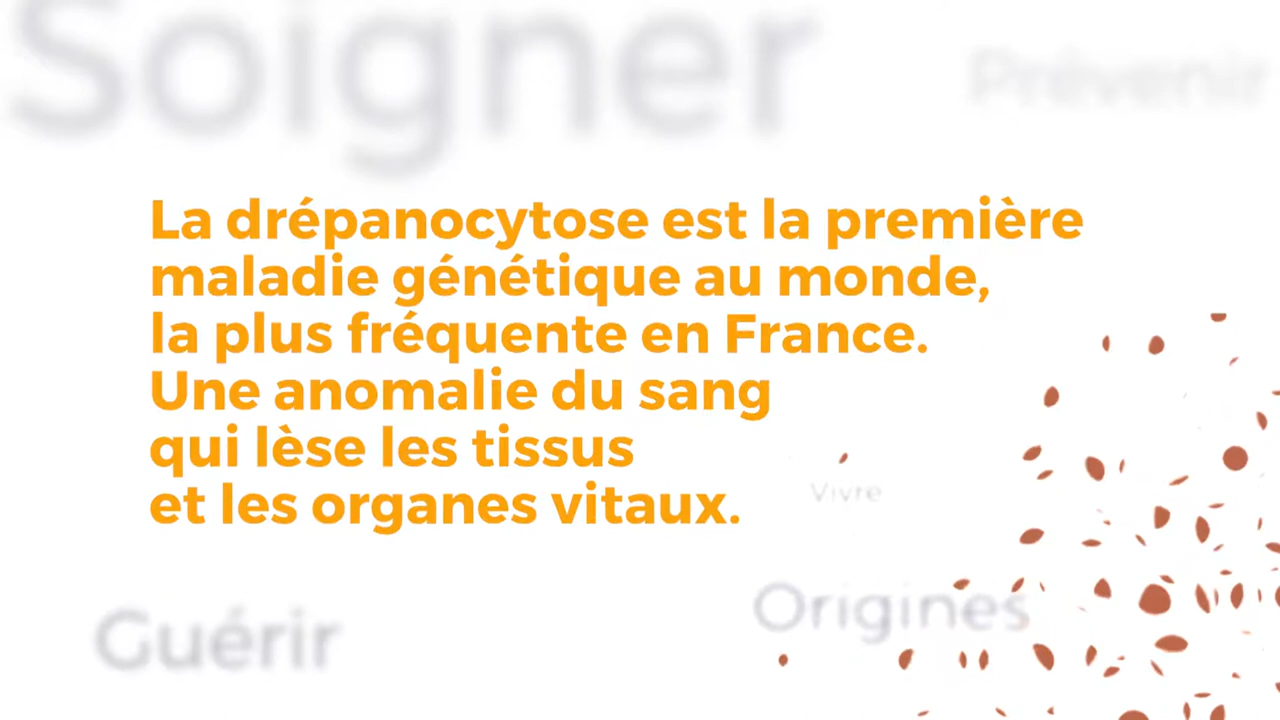 Soigner
Prévenir
La drépanocytose est la première
maladie génétique au monde,
la plus fréquente en France.
Une anomalie du sang
qui lèse les tissus
et les organes vitaux.
Vivre
Origines
Guérir